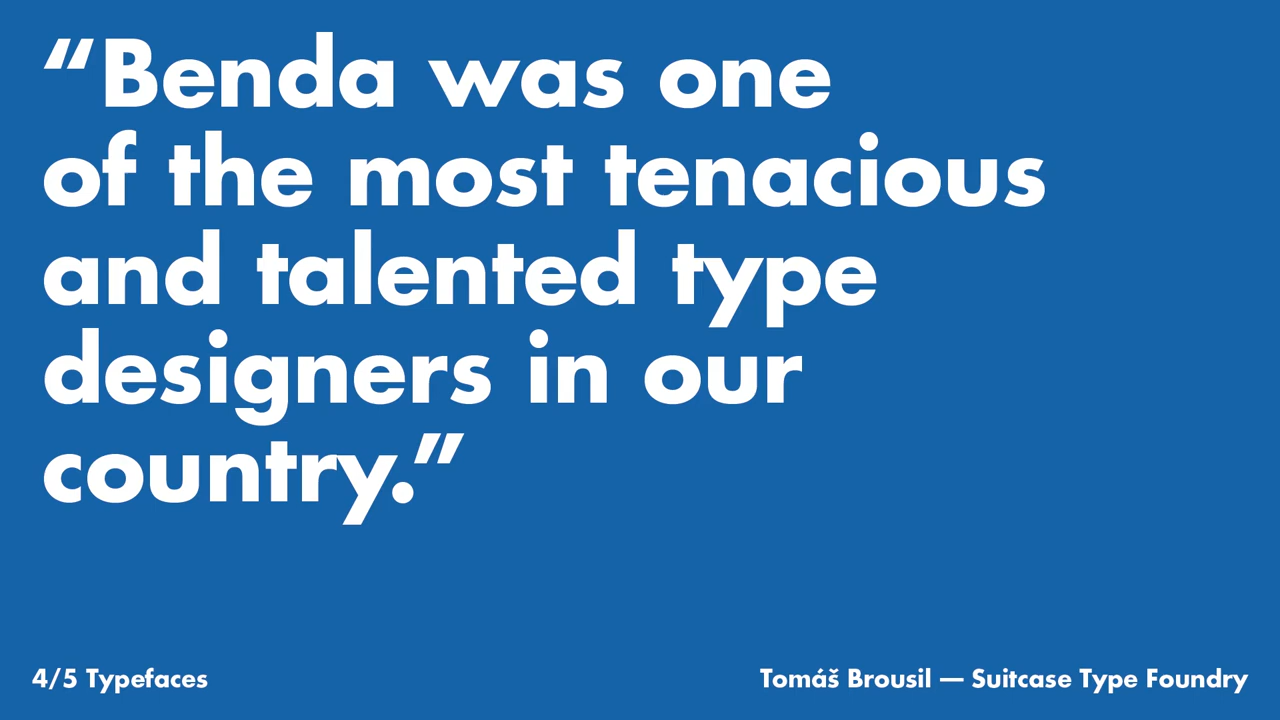 “Benda was one
of the most tenacious
and talented type
designers in our
country.”
4/5 Typefaces
Tomáš Brousil — Suitcase Type Foundry